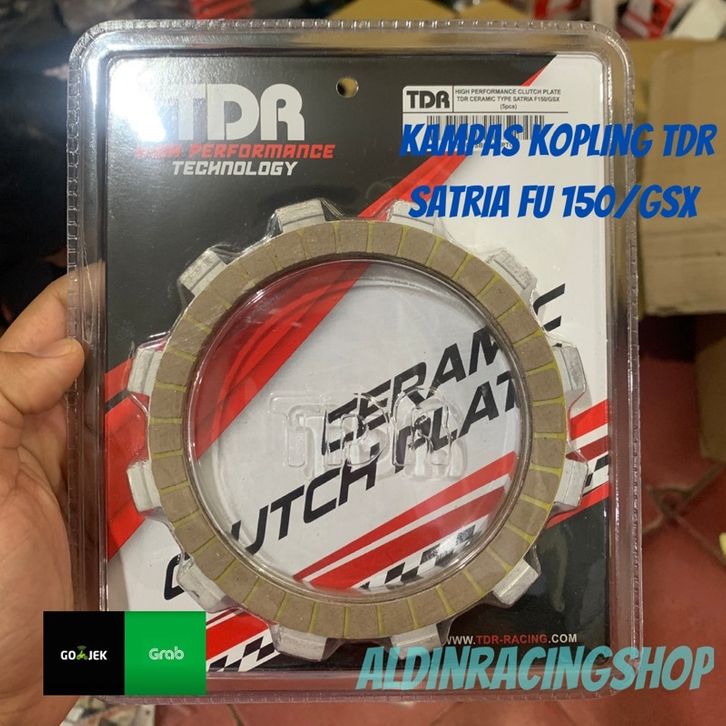 TDR
HIGH PERFORMANCE
TECHNOLOGY
TDR
HIGH PERFORMANCE CLUTCH PLATE
TDR CERAMIC TYPE SATRIA F150/GSX
(5pcs)
KAMPAS KOPLING TDR
SATRIA FU 150/GSX
CERAMIC
CLUTCH PLATE
TDR
WWW.TDR-RACING.COM
GOJEK
Grab
ALDINRACINGSHOP